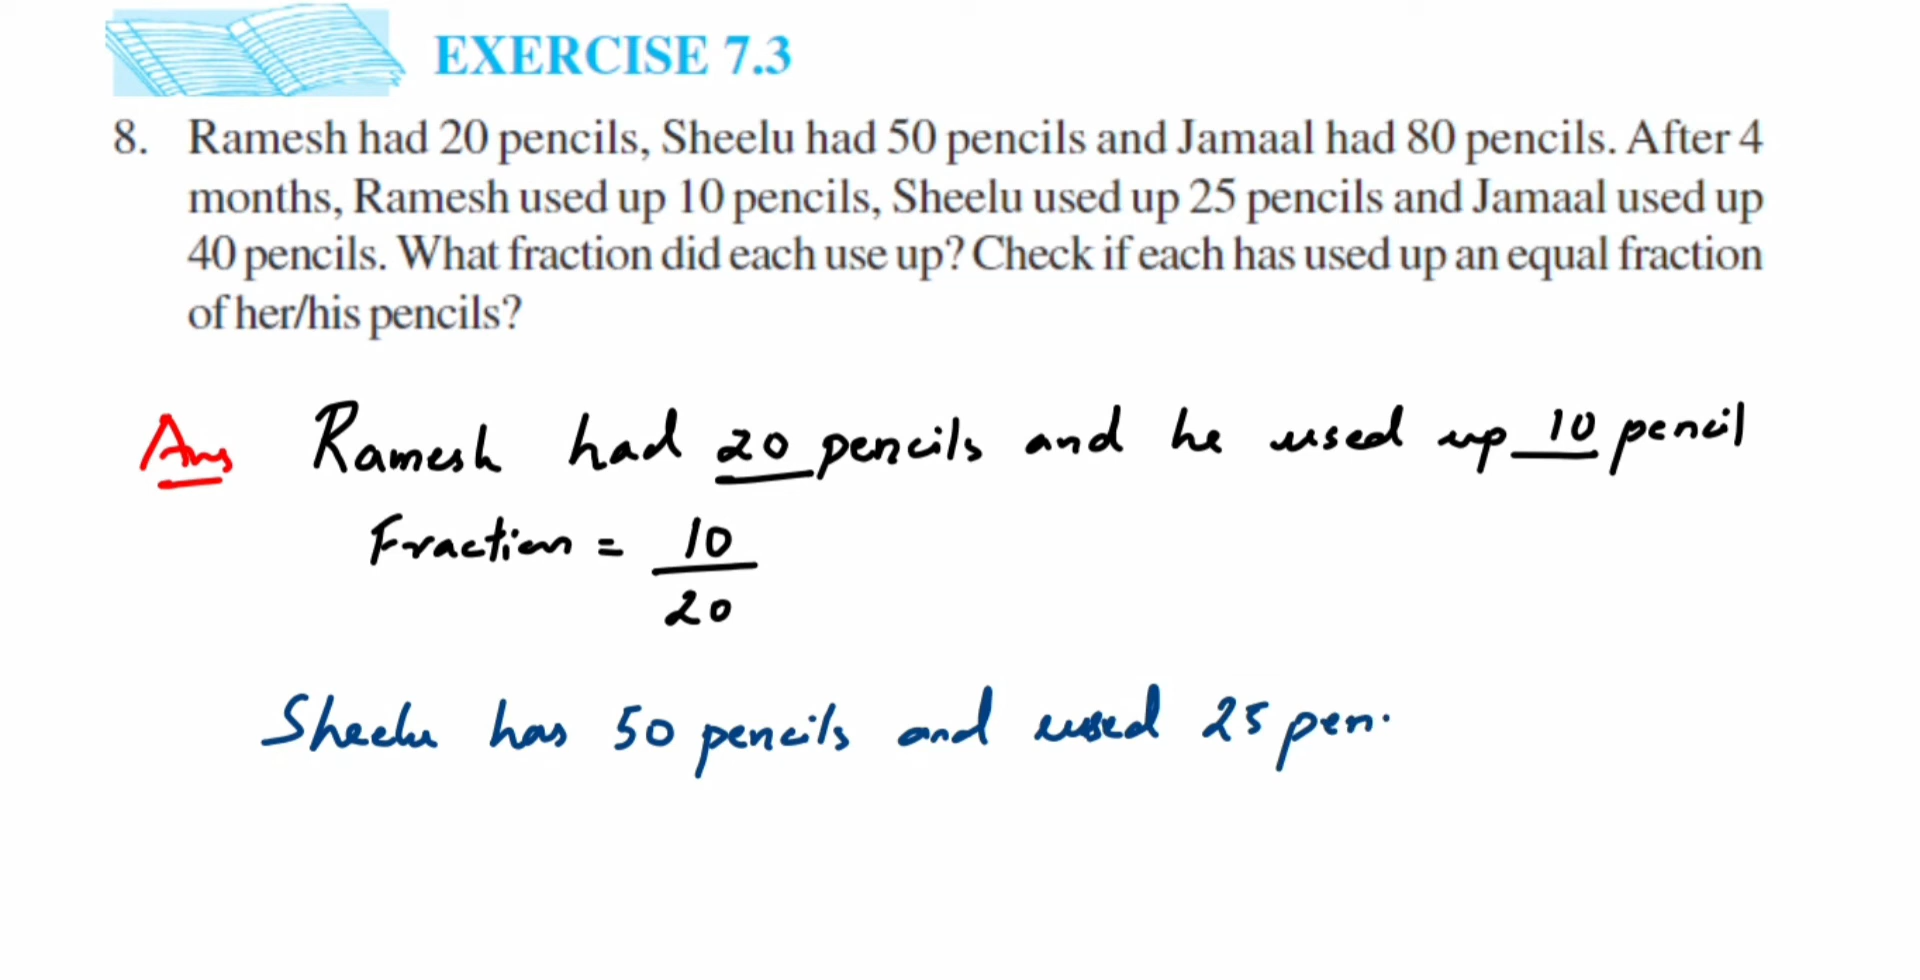 EXERCISE 7.3
8. Ramesh had 20 pencils, Sheelu had 50 pencils and Jamaal had 80 pencils. After 4
months, Ramesh used up 10 pencils, Sheelu used up 25 pencils and Jamaal used up
40 pencils. What fraction did each use up? Check if each has used up an equal fraction
of her/his pencils?
Ans Ramesh had 20 pencils and he used up 10 pencil
Fraction = 10
20
Sheelu has 50 pencils and used 25 pen.